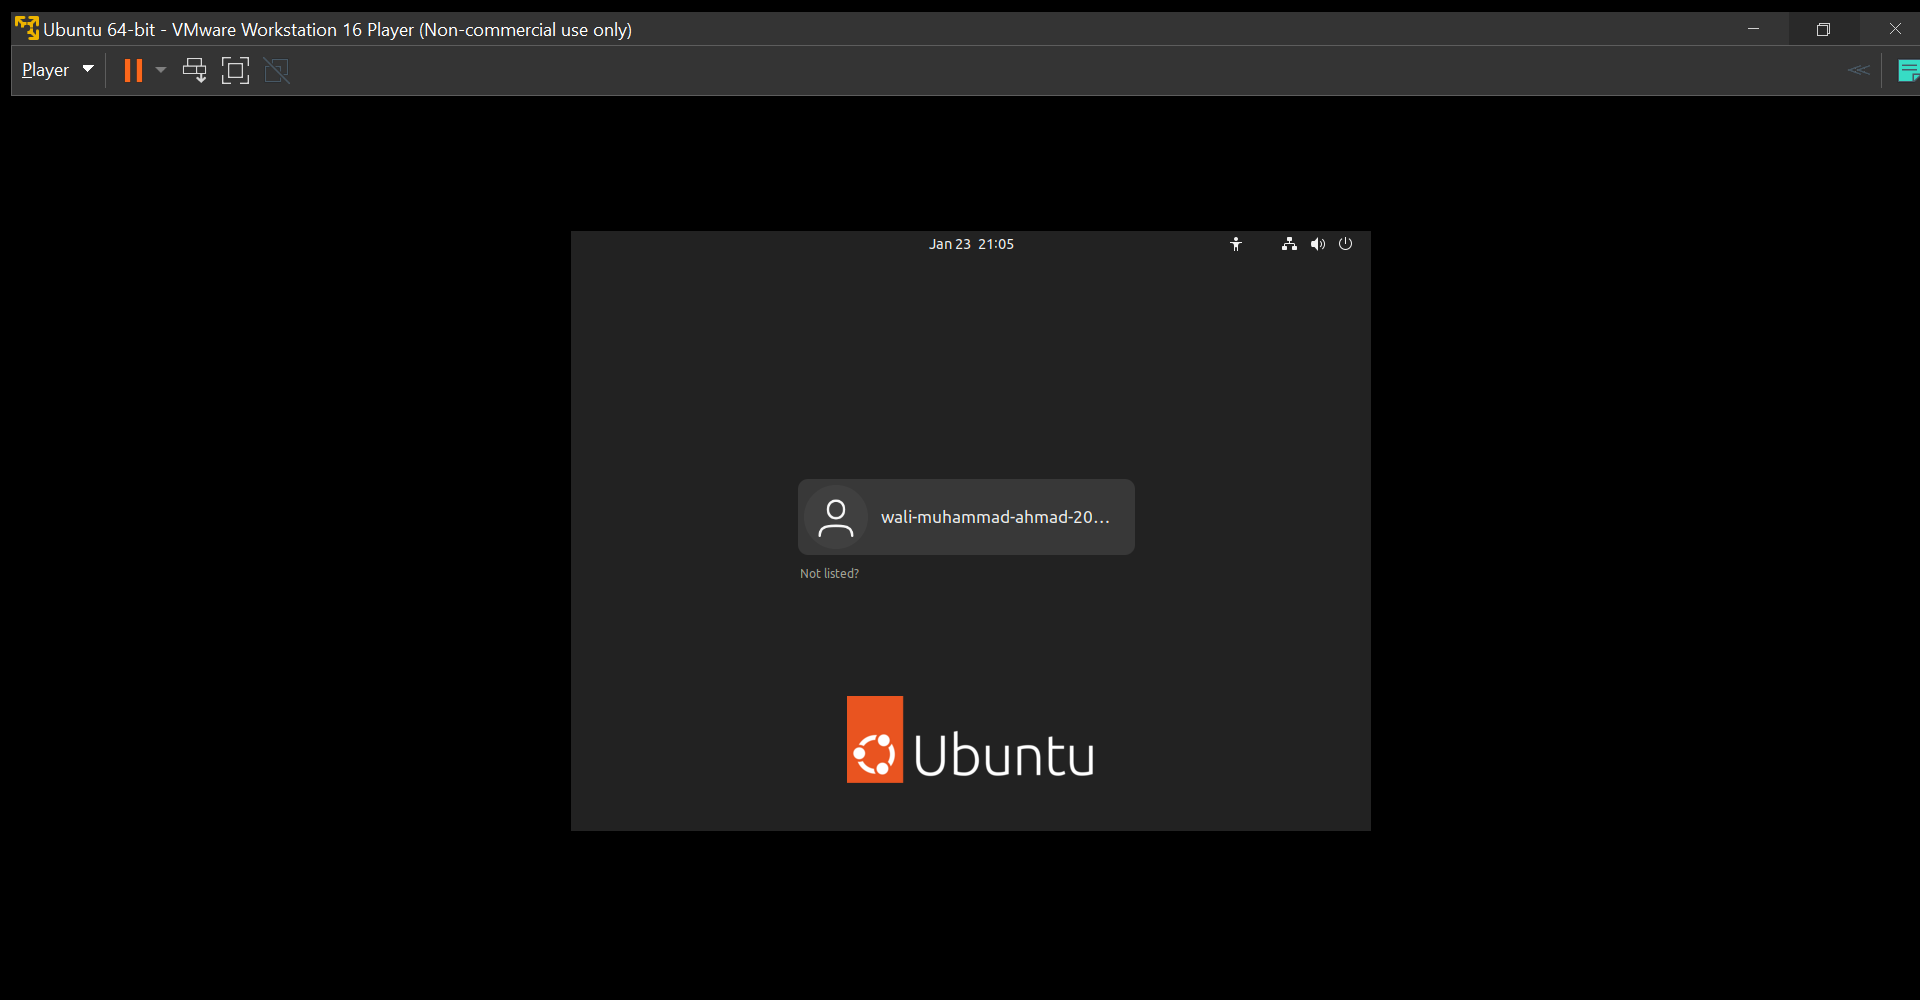 Ubuntu 64-bit - VMware Workstation 16 Player (Non-commercial use only)
Player
Jan 23 21:05
wali-muhammad-ahmad-20...
Not listed?
Ubuntu